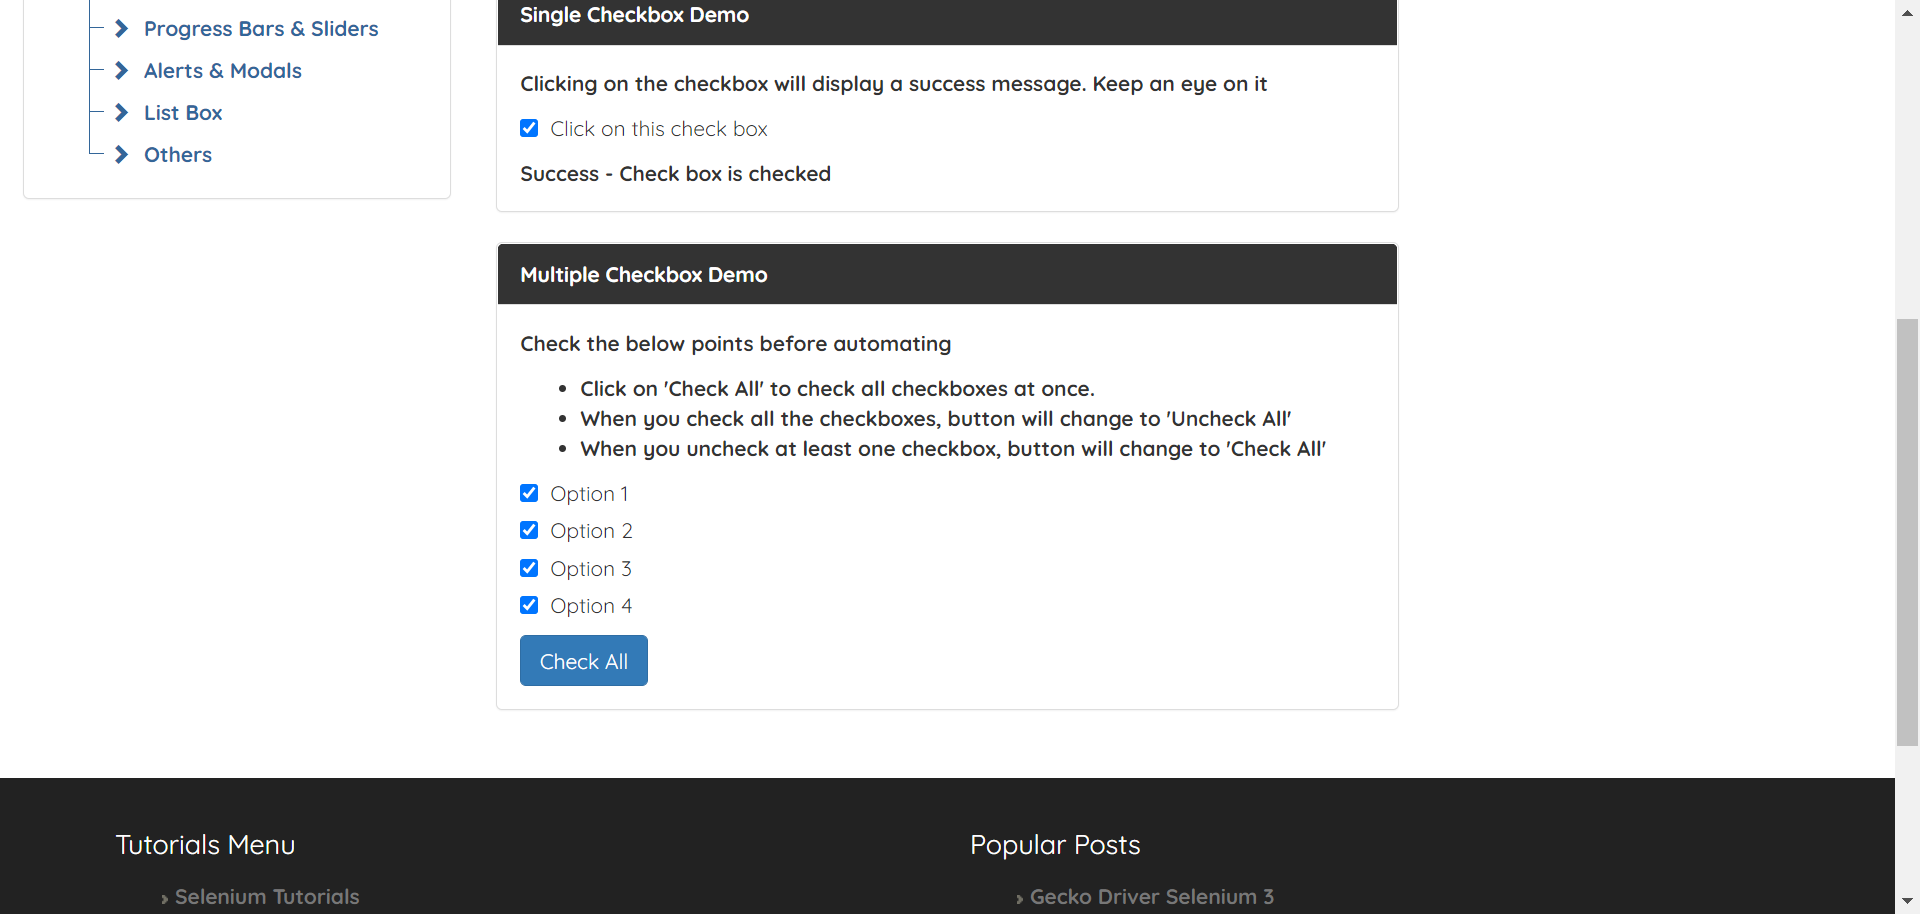 Progress Bars & Sliders
Alerts & Modals
List Box
Others
Single Checkbox Demo
Clicking on the checkbox will display a success message. Keep an eye on it
Click on this check box
Success - Check box is checked
Multiple Checkbox Demo
Check the below points before automating
• Click on 'Check All' to check all checkboxes at once.
• When you check all the checkboxes, button will change to 'Uncheck All'
• When you uncheck at least one checkbox, button will change to 'Check All'
Option 1
Option 2
Option 3
Option 4
Check All
Tutorials Menu
› Selenium Tutorials
Popular Posts
› Gecko Driver Selenium 3